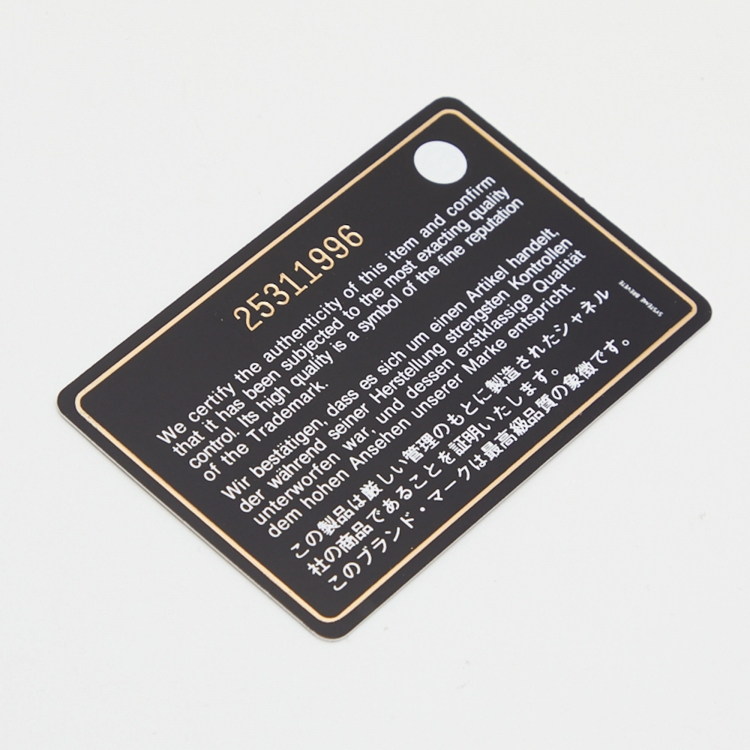 25311996
We certify the authenticity of this item and confirm
that it has been subjected to the most exacting quality
control. Its high quality is a symbol of the fine reputation
of the Trademark.
Wir bestätigen, dass es sich um einen Artikel handelt,
der während seiner Herstellung strengsten Kontrollen
unterworfen war, und dessen erstklassige Qualität
dem hohen Ansehen unserer Marke entspricht.
この製品は厳しい管理のもとに製造されたシャネル
社の商品であることを証明いたします。
このブランド・マークは最高級品質の象徴です。
SYSTEME BREVETE